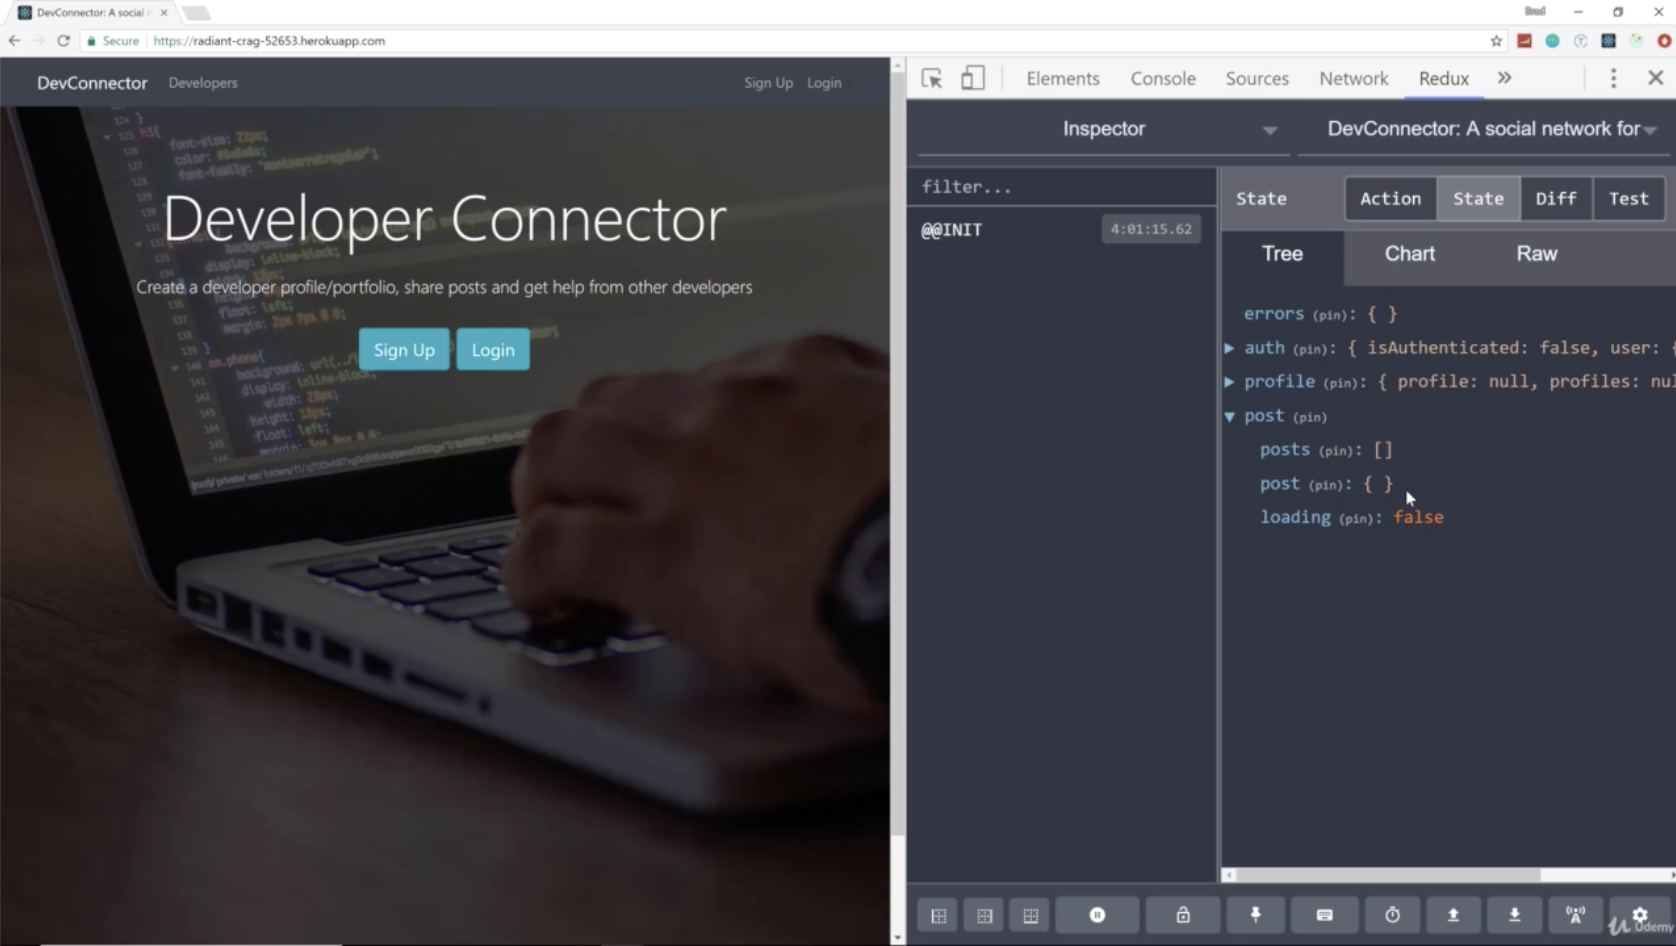 DevConnector: A social n
Secure
https://radiant-crag-52653.herokuapp.com
DevConnector
Developers
Sign Up
Login
Developer Connector
Create a developer profile/portfolio, share posts and get help from other developers
Sign Up
Login
Elements
Console
Sources
Network
Redux
Inspector
DevConnector: A social network for
filter...
@@INIT
4:01:15.62
State
Action
State
Diff
Test
Tree
Chart
Raw
errors (pin): { }
auth (pin): { isAuthenticated: false, user: {
profile (pin): { profile: null, profiles: nul
post (pin)
posts (pin): []
post (pin): { }
loading (pin): false
Udemy